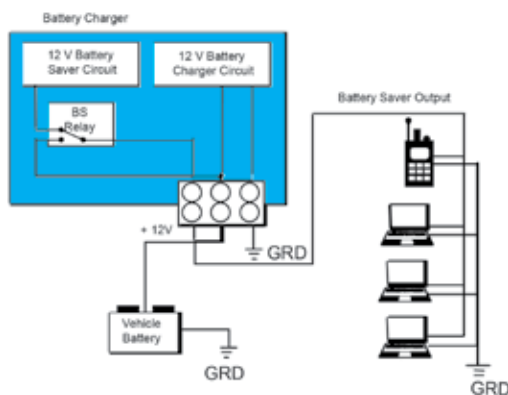 Battery Charger
12 V Battery
Saver Circuit
12 V Battery
Charger Circuit
BS
Relay
Battery Saver Output
+ 12V
GRD
Vehicle
Battery
GRD
GRD